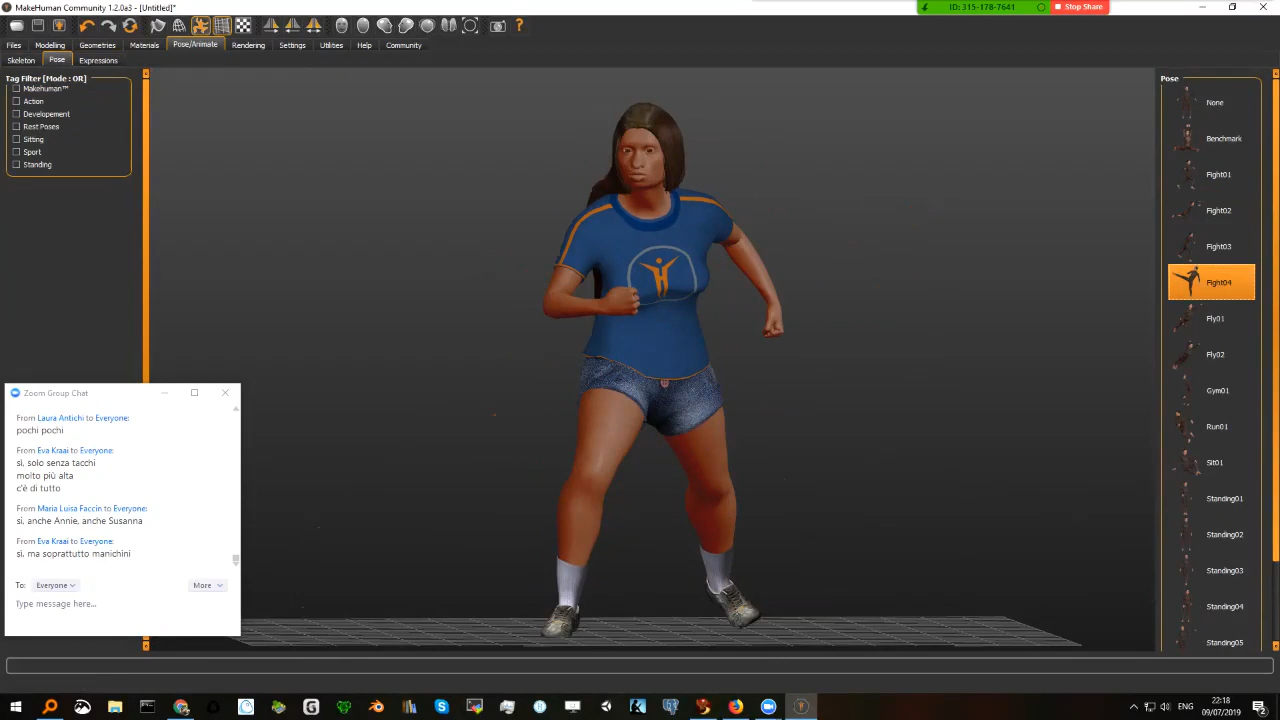 MakeHuman Community 1.2.0a3 - [Untitled]*
ID: 315-178-7641
Stop Share
Files Modelling Geometries Materials Pose/Animate Rendering Settings Utilities Help Community
Skeleton Pose Expressions
Tag Filter [Mode : OR]
Makehuman™
Action
Developement
Rest Poses
Sitting
Sport
Standing
Pose
None
Benchmark
Fight01
Fight02
Fight03
Fight04
Fly01
Fly02
Gym01
Run01
Sit01
Standing01
Standing02
Standing03
Standing04
Standing05
Zoom Group Chat
From Laura Antichi to Everyone:
pochi pochi
From Eva Kraai to Everyone:
sì, solo senza tacchi
molto più alta
c'è di tutto
From Maria Luisa Faccin to Everyone:
sì, anche Annie, anche Susanna
From Eva Kraai to Everyone:
sì, ma soprattutto manichini
To: Everyone More
Type message here...
ENG
22:18
09/07/2019
2